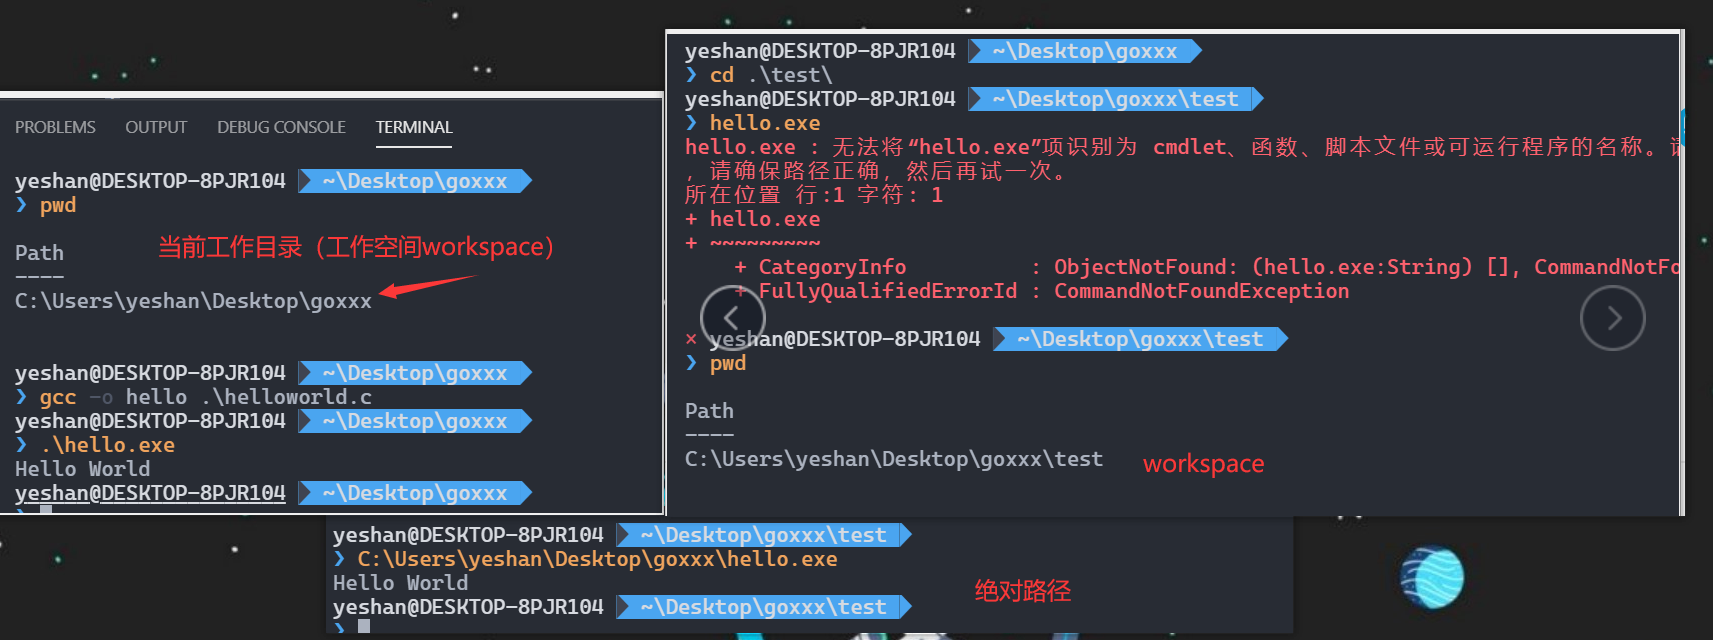 PROBLEMS OUTPUT DEBUG CONSOLE TERMINAL
yeshan@DESKTOP-8PJR104 ~\Desktop\goxxx
❯ pwd
当前工作目录（工作空间workspace）
Path
----
C:\Users\yeshan\Desktop\goxxx
yeshan@DESKTOP-8PJR104 ~\Desktop\goxxx
❯ gcc -o hello .\helloworld.c
yeshan@DESKTOP-8PJR104 ~\Desktop\goxxx
❯ .\hello.exe
Hello World
yeshan@DESKTOP-8PJR104 ~\Desktop\goxxx
yeshan@DESKTOP-8PJR104 ~\Desktop\goxxx
❯ cd .\test\
yeshan@DESKTOP-8PJR104 ~\Desktop\goxxx\test
❯ hello.exe
hello.exe : 无法将“hello.exe”项识别为 cmdlet、函数、脚本文件或可运行程序的名称。
，请确保路径正确，然后再试一次。
所在位置 行:1 字符: 1
+ hello.exe
+ ~~~~~~~~~
+ CategoryInfo : ObjectNotFound: (hello.exe:String) [], CommandNotFo
+ FullyQualifiedErrorId : CommandNotFoundException
× yeshan@DESKTOP-8PJR104 ~\Desktop\goxxx\test
❯ pwd
Path
----
C:\Users\yeshan\Desktop\goxxx\test
workspace
yeshan@DESKTOP-8PJR104 ~\Desktop\goxxx\test
❯ C:\Users\yeshan\Desktop\goxxx\hello.exe
Hello World
绝对路径
yeshan@DESKTOP-8PJR104 ~\Desktop\goxxx\test
❯